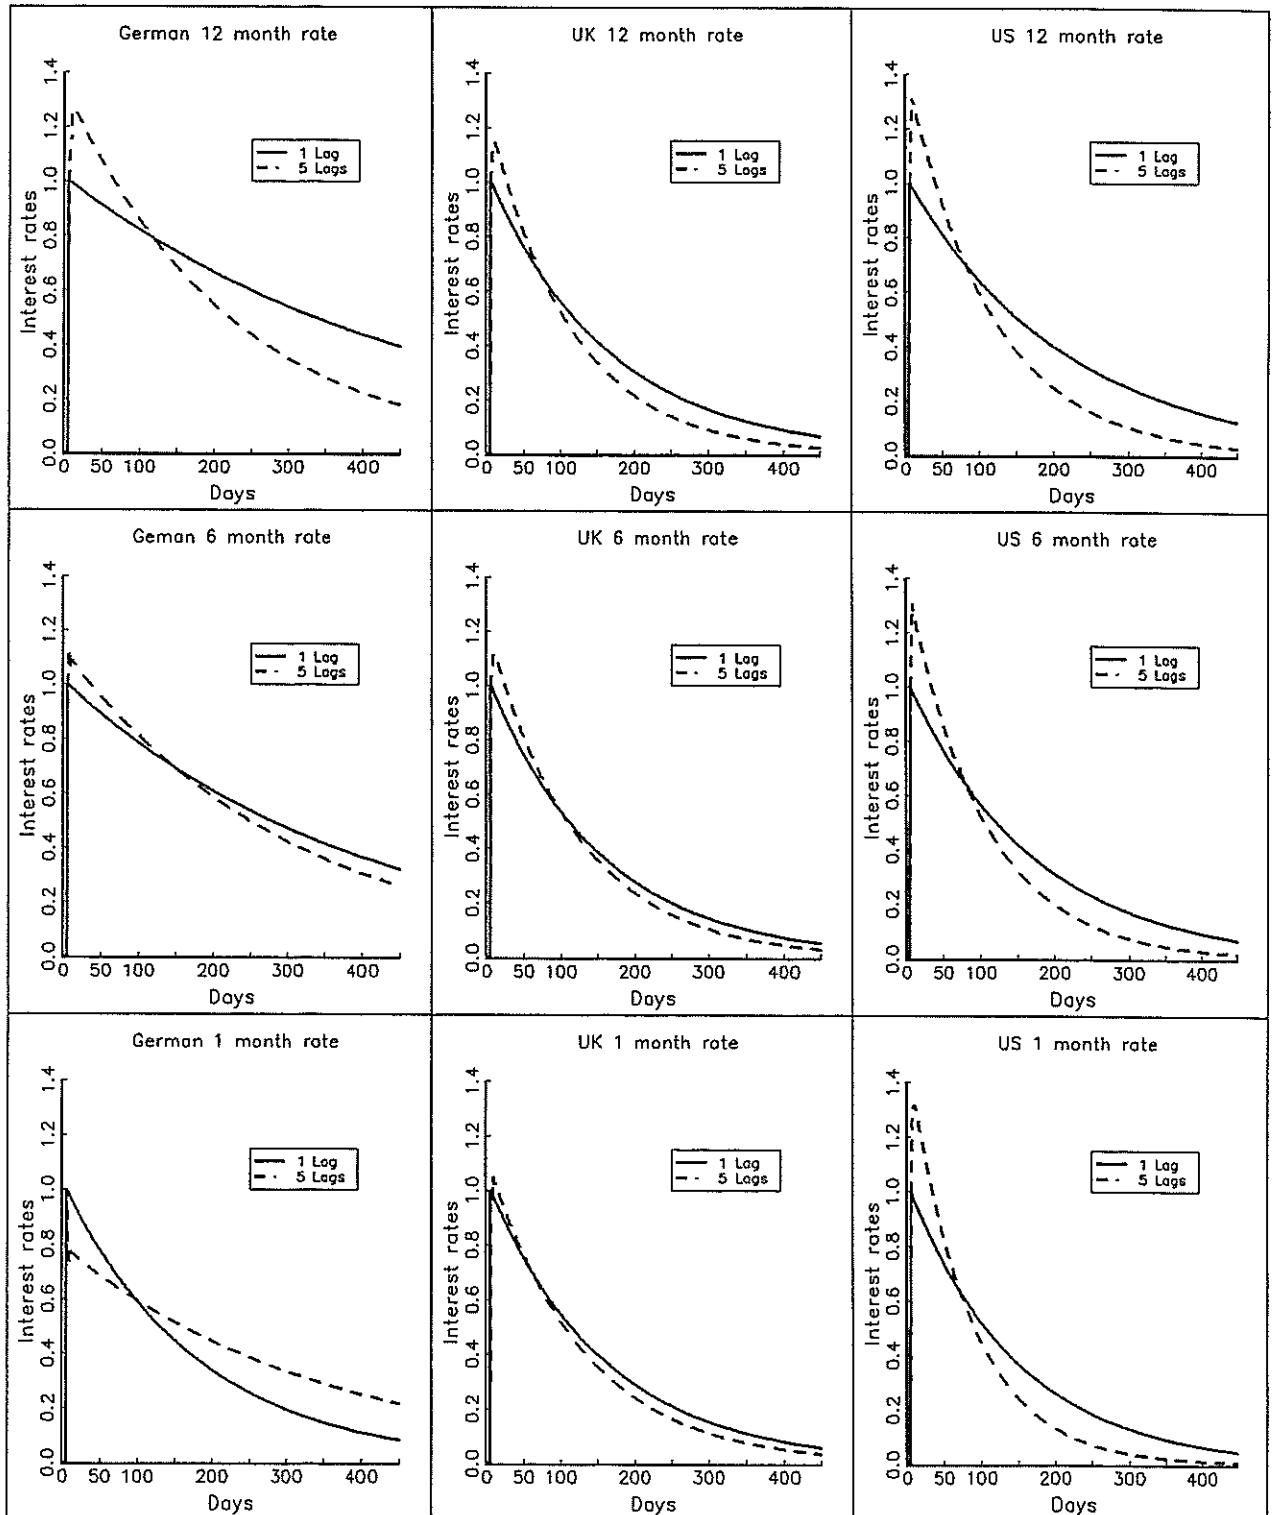 German 12 month rate
Interest rates
1.4
1.2
1.0
0.8
0.6
0.4
0.2
0.0
1 Lag
5 Lags
0 50 100 200 300 400
Days
UK 12 month rate
Interest rates
1.4
1.2
1.0
0.8
0.6
0.4
0.2
0.0
1 Lag
5 Lags
0 50 100 200 300 400
Days
US 12 month rate
Interest rates
1.4
1.2
1.0
0.8
0.6
0.4
0.2
0.0
1 Lag
5 Lags
0 50 100 200 300 400
Days
Geman 6 month rate
Interest rates
1.4
1.2
1.0
0.8
0.6
0.4
0.2
0.0
1 Lag
5 Lags
0 50 100 200 300 400
Days
UK 6 month rate
Interest rates
1.4
1.2
1.0
0.8
0.6
0.4
0.2
0.0
1 Lag
5 Lags
0 50 100 200 300 400
Days
US 6 month rate
Interest rates
1.4
1.2
1.0
0.8
0.6
0.4
0.2
0.0
1 Lag
5 Lags
0 50 100 200 300 400
Days
German 1 month rate
Interest rates
1.4
1.2
1.0
0.8
0.6
0.4
0.2
0.0
1 Lag
5 Lags
0 50 100 200 300 400
Days
UK 1 month rate
Interest rates
1.4
1.2
1.0
0.8
0.6
0.4
0.2
0.0
1 Lag
5 Lags
0 50 100 200 300 400
Days
US 1 month rate
Interest rates
1.4
1.2
1.0
0.8
0.6
0.4
0.2
0.0
1 Lag
5 Lags
0 50 100 200 300 400
Days